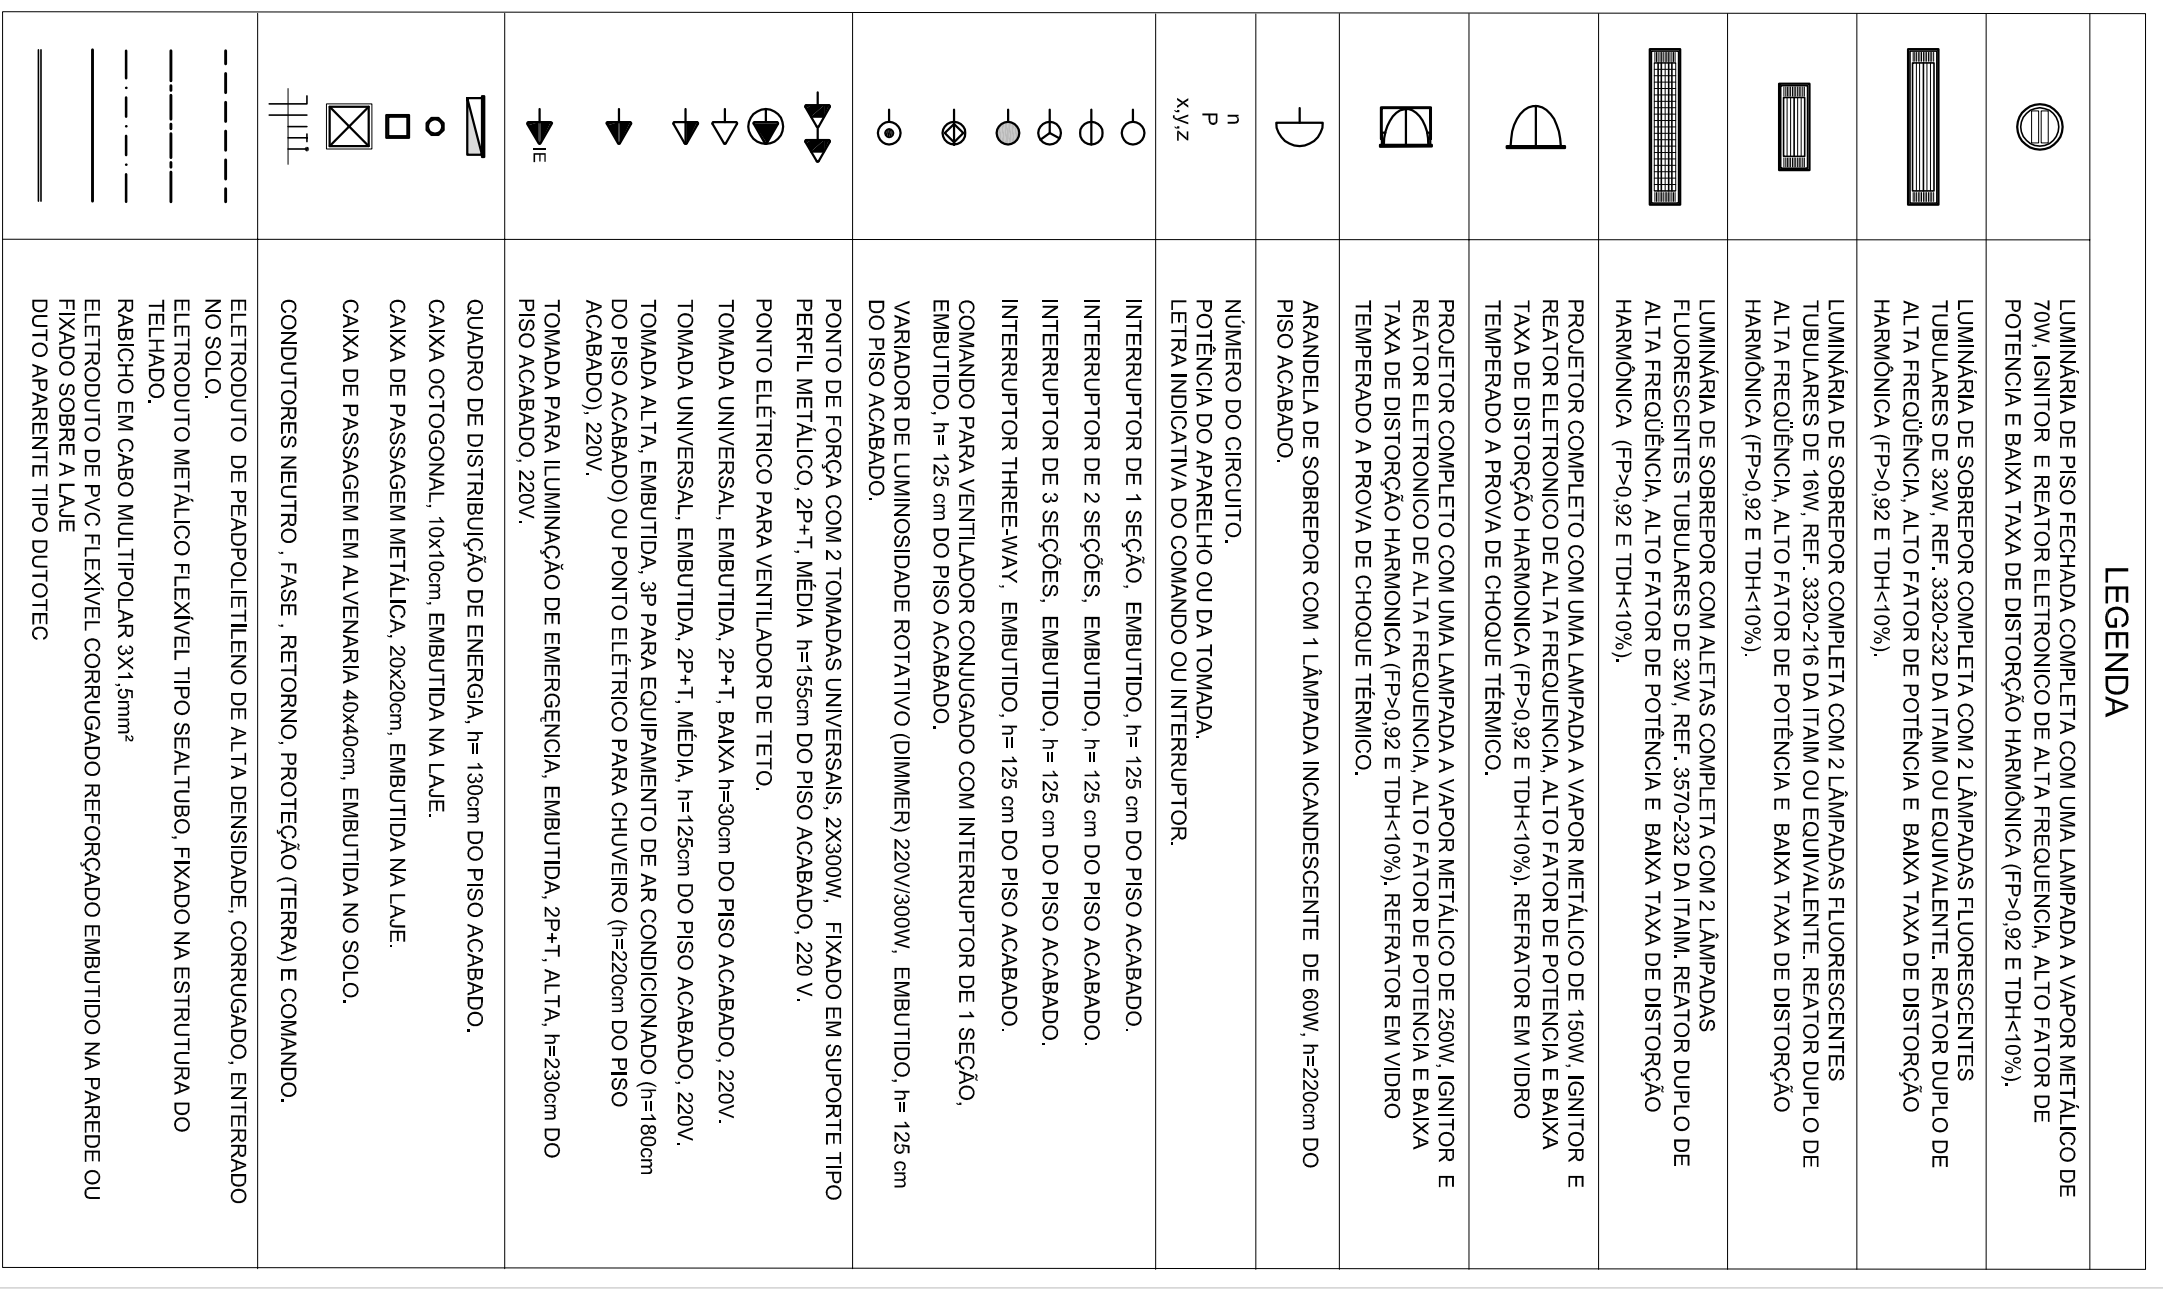 LEGENDA
LUMINÁRIA DE PISO FECHADA COMPLETA COM UMA LAMPADA A VAPOR METÁLICO DE
70W, IGNITOR E REATOR ELETRONICO DE ALTA FREQUENCIA, ALTO FATOR DE
POTENCIA E BAIXA TAXA DE DISTORÇÃO HARMÔNICA (FP>0,92 E TDH<10%).
LUMINÁRIA DE SOBREPOR COMPLETA COM 2 LÂMPADAS FLUORESCENTES
TUBULARES DE 32W, REF. 3320-232 DA ITAIM OU EQUIVALENTE. REATOR DUPLO DE
ALTA FREQÜÊNCIA, ALTO FATOR DE POTÊNCIA E BAIXA TAXA DE DISTORÇÃO
HARMÔNICA (FP>0,92 E TDH<10%).
LUMINÁRIA DE SOBREPOR COMPLETA COM 2 LÂMPADAS FLUORESCENTES
TUBULARES DE 16W, REF. 3320-216 DA ITAIM OU EQUIVALENTE. REATOR DUPLO DE
ALTA FREQÜÊNCIA, ALTO FATOR DE POTÊNCIA E BAIXA TAXA DE DISTORÇÃO
HARMÔNICA (FP>0,92 E TDH<10%).
LUMINÁRIA DE SOBREPOR COM ALETAS COMPLETA COM 2 LÂMPADAS
FLUORESCENTES TUBULARES DE 32W, REF. 3570-232 DA ITAIM. REATOR DUPLO DE
ALTA FREQÜÊNCIA, ALTO FATOR DE POTÊNCIA E BAIXA TAXA DE DISTORÇÃO
HARMÔNICA (FP>0,92 E TDH<10%).
PROJETOR COMPLETO COM UMA LAMPADA A VAPOR METÁLICO DE 150W, IGNITOR E
REATOR ELETRONICO DE ALTA FREQUENCIA, ALTO FATOR DE POTENCIA E BAIXA
TAXA DE DISTORÇÃO HARMONICA (FP>0,92 E TDH<10%). REFRATOR EM VIDRO
TEMPERADO A PROVA DE CHOQUE TÉRMICO.
PROJETOR COMPLETO COM UMA LAMPADA A VAPOR METÁLICO DE 250W, IGNITOR E
REATOR ELETRONICO DE ALTA FREQUENCIA, ALTO FATOR DE POTENCIA E BAIXA
TAXA DE DISTORÇÃO HARMONICA (FP>0,92 E TDH<10%). REFRATOR EM VIDRO
TEMPERADO A PROVA DE CHOQUE TÉRMICO.
ARANDELA DE SOBREPOR COM 1 LÂMPADA INCANDESCENTE DE 60W, h=220cm DO
PISO ACABADO.
n
P
x,y,z
NÚMERO DO CIRCUITO.
POTÊNCIA DO APARELHO OU DA TOMADA.
LETRA INDICATIVA DO COMANDO OU INTERRUPTOR.
INTERRUPTOR DE 1 SEÇÃO, EMBUTIDO, h= 125 cm DO PISO ACABADO.
INTERRUPTOR DE 2 SEÇÕES, EMBUTIDO, h= 125 cm DO PISO ACABADO.
INTERRUPTOR DE 3 SEÇÕES, EMBUTIDO, h= 125 cm DO PISO ACABADO.
INTERRUPTOR THREE-WAY, EMBUTIDO, h= 125 cm DO PISO ACABADO.
COMANDO PARA VENTILADOR CONJUGADO COM INTERRUPTOR DE 1 SEÇÃO,
EMBUTIDO, h= 125 cm DO PISO ACABADO.
VARIADOR DE LUMINOSIDADE ROTATIVO (DIMMER) 220V/300W, EMBUTIDO, h= 125 cm
DO PISO ACABADO.
PONTO DE FORÇA COM 2 TOMADAS UNIVERSAIS, 2X300W, FIXADO EM SUPORTE TIPO
PERFIL METÁLICO, 2P+T, MÉDIA h=155cm DO PISO ACABADO, 220 V.
PONTO ELÉTRICO PARA VENTILADOR DE TETO.
TOMADA UNIVERSAL, EMBUTIDA, 2P+T, BAIXA h=30cm DO PISO ACABADO, 220V.
TOMADA UNIVERSAL, EMBUTIDA, 2P+T, MÉDIA, h=125cm DO PISO ACABADO, 220V.
TOMADA ALTA, EMBUTIDA, 3P PARA EQUIPAMENTO DE AR CONDICIONADO (h=180cm
DO PISO ACABADO) OU PONTO ELÉTRICO PARA CHUVEIRO (h=220cm DO PISO
ACABADO), 220V.
IE
TOMADA PARA ILUMINAÇÃO DE EMERGENCIA, EMBUTIDA, 2P+T, ALTA, h=230cm DO
PISO ACABADO, 220V.
QUADRO DE DISTRIBUIÇÃO DE ENERGIA, h= 130cm DO PISO ACABADO.
CAIXA OCTOGONAL, 10x10cm, EMBUTIDA NA LAJE.
CAIXA DE PASSAGEM METÁLICA, 20x20cm, EMBUTIDA NA LAJE.
CAIXA DE PASSAGEM EM ALVENARIA 40x40cm, EMBUTIDA NO SOLO.
CONDUTORES NEUTRO , FASE , RETORNO, PROTEÇÃO (TERRA) E COMANDO.
ELETRODUTO DE PEADPOLIETILENO DE ALTA DENSIDADE, CORRUGADO, ENTERRADO
NO SOLO.
ELETRODUTO METÁLICO FLEXÍVEL TIPO SEALTUBO, FIXADO NA ESTRUTURA DO
TELHADO.
RABICHO EM CABO MULTIPOLAR 3X1,5mm²
ELETRODUTO DE PVC FLEXÍVEL CORRUGADO REFORÇADO EMBUTIDO NA PAREDE OU
FIXADO SOBRE A LAJE
DUTO APARENTE TIPO DUTOTEC